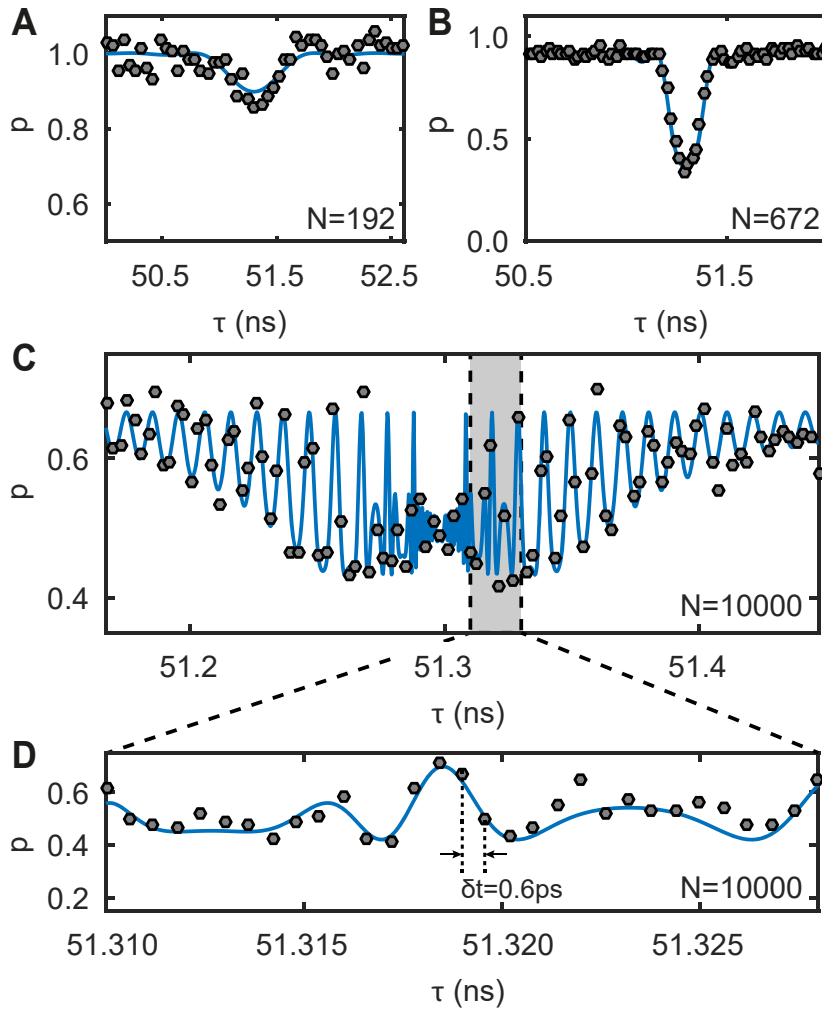 A
B
1.0
0.8
0.6
p
N=192
50.5
51.5
52.5
τ (ns)
1.0
0.5
0.0
p
N=672
50.5
51.5
τ (ns)
C
0.6
0.4
p
N=10000
51.2
51.3
51.4
τ (ns)
D
0.6
0.4
0.2
p
δt=0.6ps
N=10000
51.310
51.315
51.320
51.325
τ (ns)